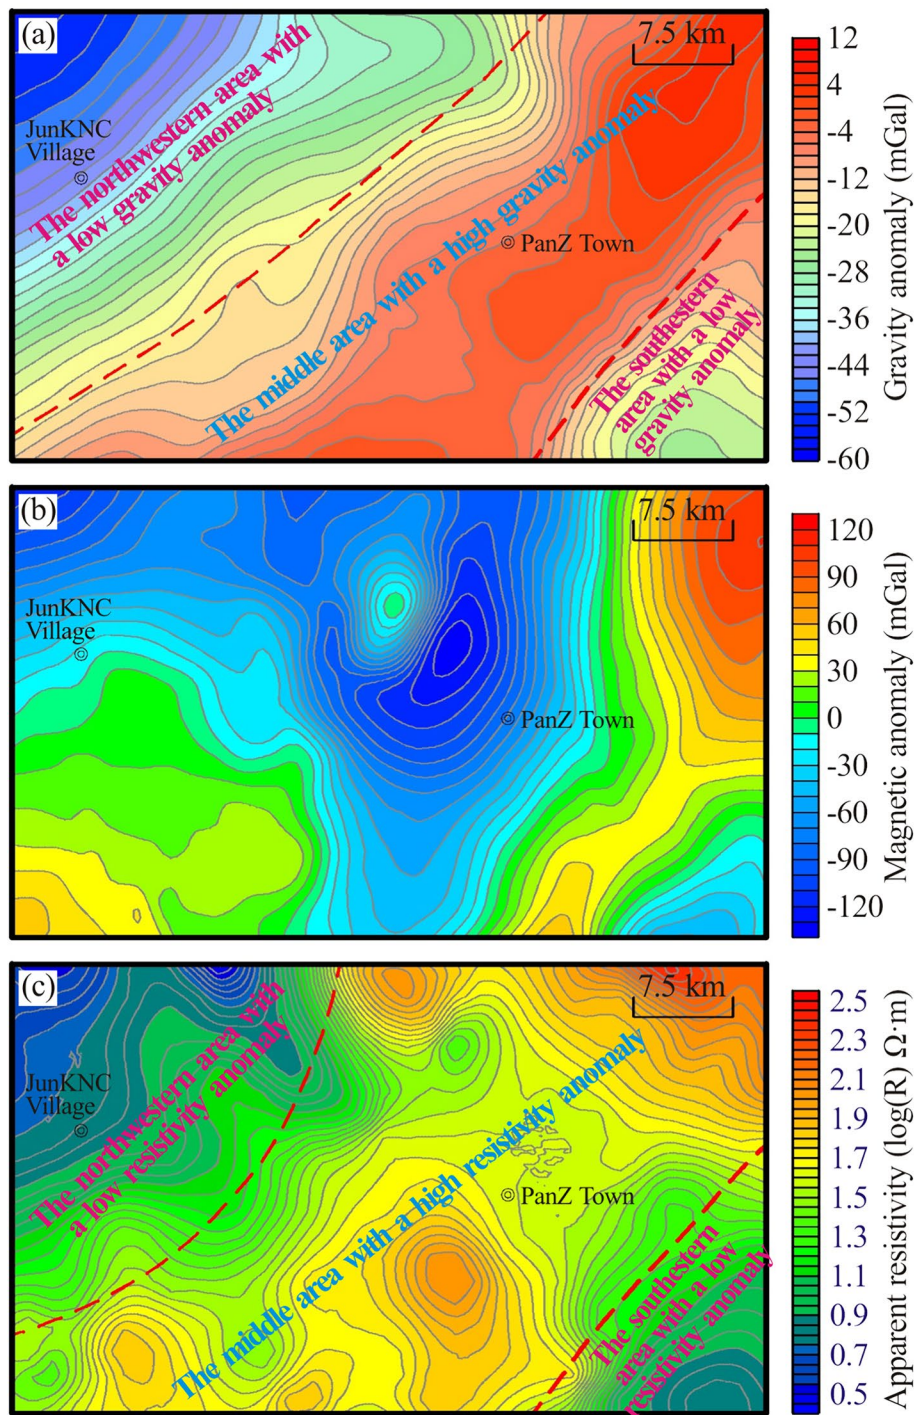 (a)
7.5 km
JunKNC
Village
The northwestern area with
a low gravity anomaly
The middle area with a high gravity anomaly
PanZ Town
The southestern
area with a low
gravity anomaly
12
4
-4
-12
-20
-28
-36
-44
-52
-60
Gravity anomaly (mGal)
(b)
7.5 km
JunKNC
Village
PanZ Town
120
90
60
30
0
-30
-60
-90
-120
Magnetic anomaly (mGal)
(c)
7.5 km
JunKNC
Village
The northwestern area with
a low resistivity anomaly
The middle area with a high resistivity anomaly
PanZ Town
The southestern
area with a low
resistivity anomaly
2.5
2.3
2.1
1.9
1.7
1.5
1.3
1.1
0.9
0.7
0.5
Apparent resistivity (log(R) Ω·m)